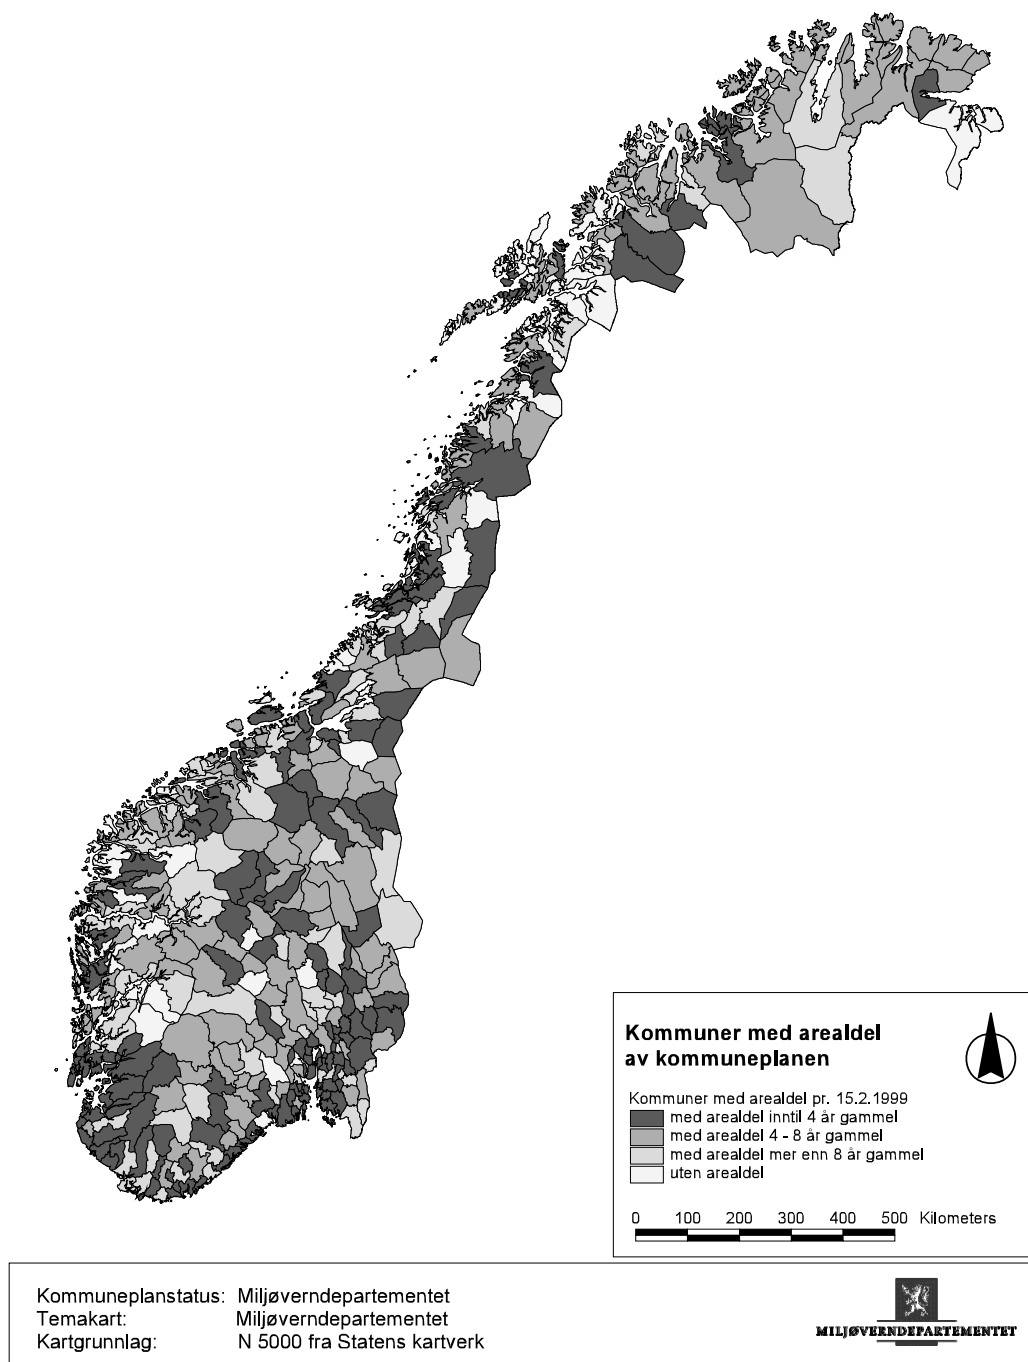 Kommuner med arealdel
av kommuneplanen
Kommuner med arealdel pr. 15.2.1999
med arealdel inntil 4 år gammel
med arealdel 4 - 8 år gammel
med arealdel mer enn 8 år gammel
uten arealdel
0 100 200 300 400 500 Kilometers
Kommuneplanstatus: Miljøverndepartementet
Temakart: Miljøverndepartementet
Kartgrunnlag: N 5000 fra Statens kartverk
MILJØVERNDEPARTEMENTET